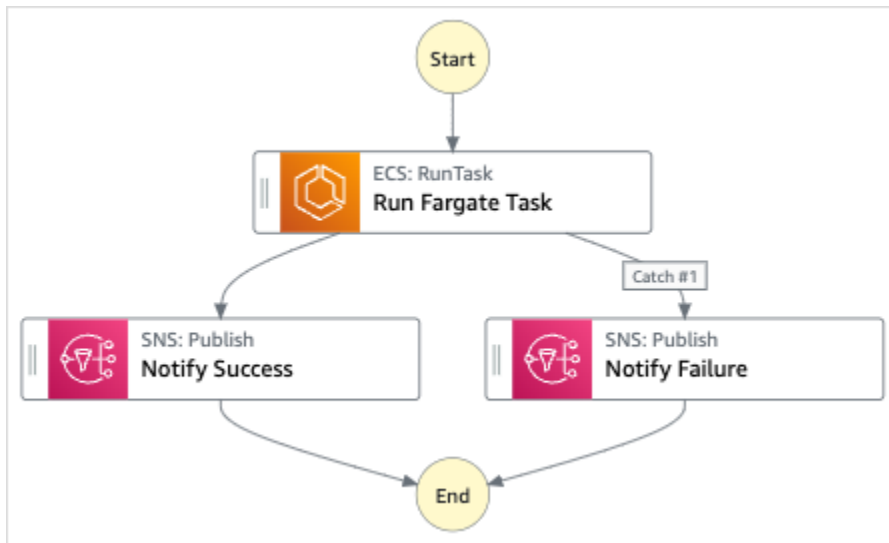 Start
ECS: RunTask
Run Fargate Task
Catch #1
SNS: Publish
Notify Success
SNS: Publish
Notify Failure
End